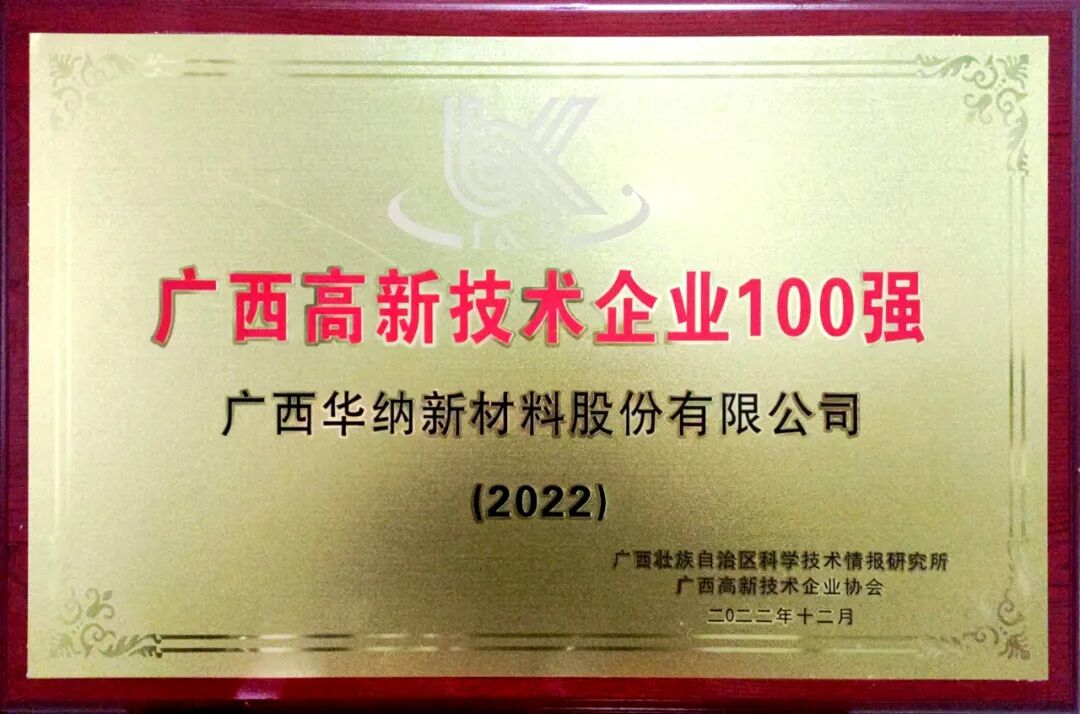 广西高新技术企业100强
广西华纳新材料股份有限公司
(2022)
广西壮族自治区科学技术情报研究所
广西高新技术企业协会
二0二二年十二月